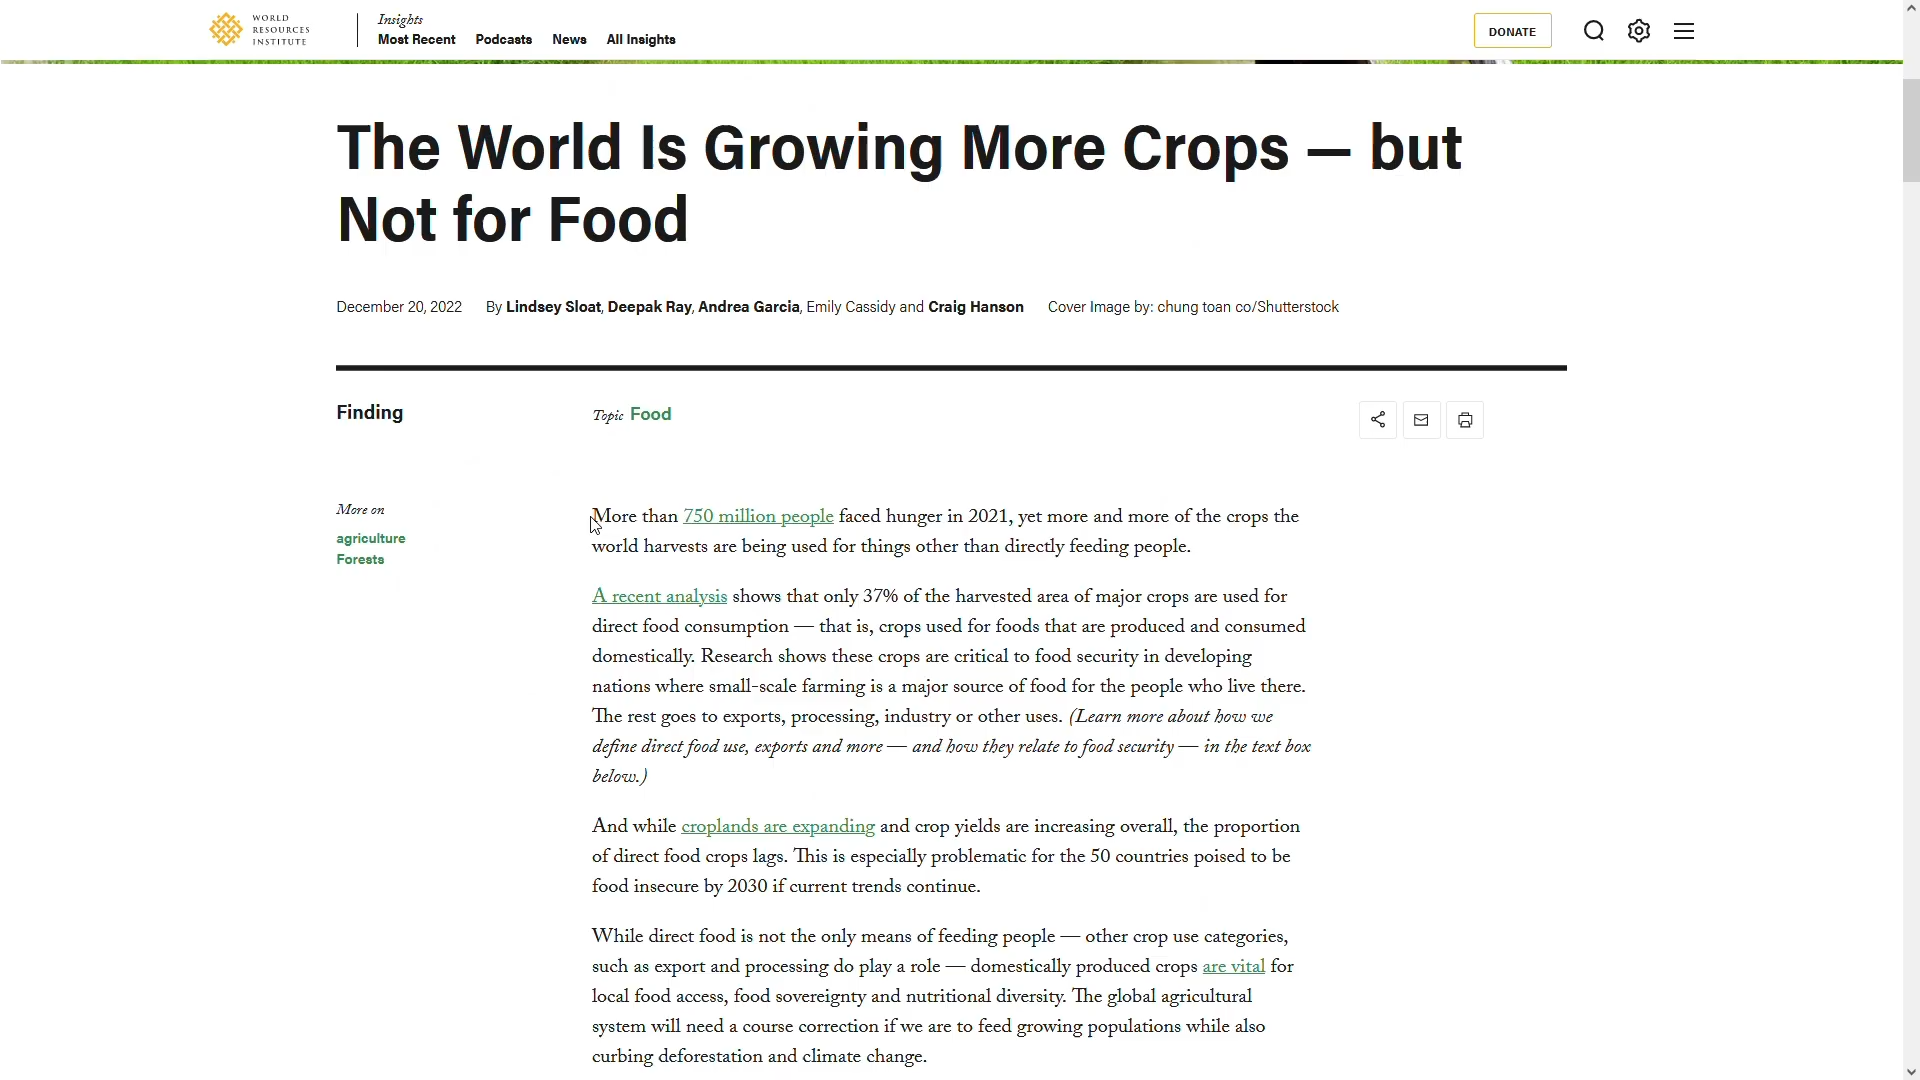 WORLD
RESOURCES
INSTITUTE
Insights
Most Recent Podcasts News All Insights
DONATE
The World Is Growing More Crops — but
Not for Food
December 20, 2022 By Lindsey Sloat, Deepak Ray, Andrea Garcia, Emily Cassidy and Craig Hanson Cover Image by: chung toan co/Shutterstock
Finding
Topic Food
More on
agriculture
Forests
More than 750 million people faced hunger in 2021, yet more and more of the crops the
world harvests are being used for things other than directly feeding people.
A recent analysis shows that only 37% of the harvested area of major crops are used for
direct food consumption — that is, crops used for foods that are produced and consumed
domestically. Research shows these crops are critical to food security in developing
nations where small-scale farming is a major source of food for the people who live there.
The rest goes to exports, processing, industry or other uses. (Learn more about how we
define direct food use, exports and more — and how they relate to food security — in the text box
below.)
And while croplands are expanding and crop yields are increasing overall, the proportion
of direct food crops lags. This is especially problematic for the 50 countries poised to be
food insecure by 2030 if current trends continue.
While direct food is not the only means of feeding people — other crop use categories,
such as export and processing do play a role — domestically produced crops are vital for
local food access, food sovereignty and nutritional diversity. The global agricultural
system will need a course correction if we are to feed growing populations while also
curbing deforestation and climate change.